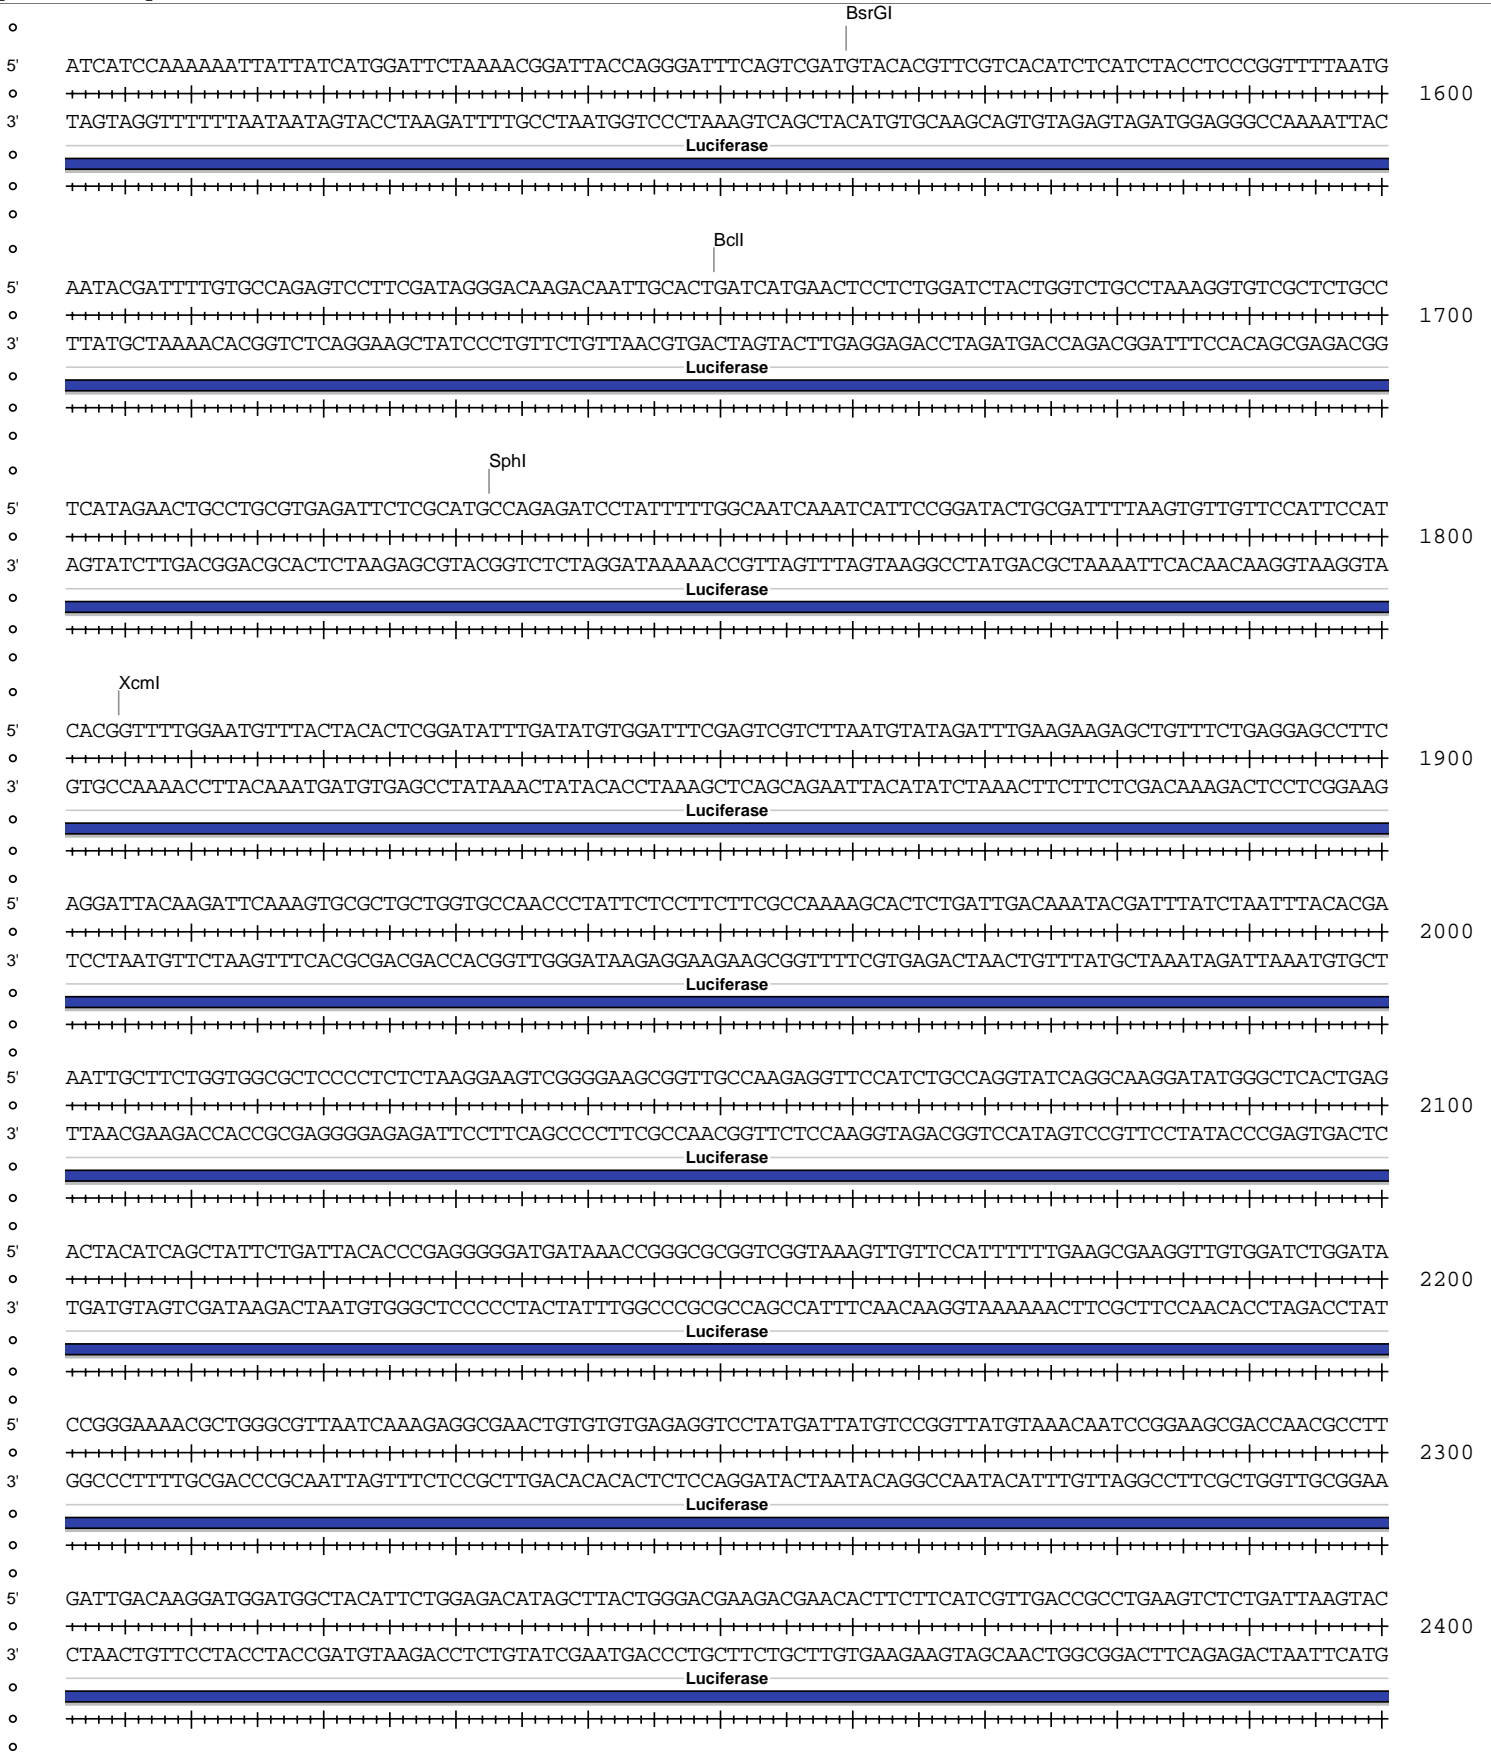 BsrGI
5' ATCATCCAAAAAATTATTATCATGGATTCTAAAACGGATTACCAGGGATTTCAGTCGATGTACACGTTCGTCACATCTCATCTACCTCCCGGTTTTAATG
1600
3' TAGTAGGTTTTTTAATAATAGTACCTAAGATTTTGCCTAATGGTCCCTAAAGTCAGCTACATGTGCAAGCAGTGTAGAGTAGATGGAGGGCCAAAATTAC
Luciferase
BclI
5' AATACGATTTTGTGCCAGAGTCCTTCGATAGGGACAAGACAATTGCACTGATCATGAACTCCTCTGGATCTACTGGTCTGCCTAAAGGTGTCGCTCTGCC
1700
3' TTATGCTAAAACACGGTCTCAGGAAGCTATCCCTGTTCTGTTAACGTGACTAGTACTTGAGGAGACCTAGATGACCAGACGGATTTCCACAGCGAGACGG
Luciferase
SphI
5' TCATAGAACTGCCTGCGTGAGATTCTCGCATGCCAGAGATCCTATTTTTGGCAATCAAATCATTCCGGATACTGCGATTTTAAGTGTTGTTCCATTCCAT
1800
3' AGTATCTTGACGGACGCACTCTAAGAGCGTACGGTCTCTAGGATAAAAACCGTTAGTTTAGTAAGGCCTATGACGCTAAAATTCACAACAAGGTAAGGTA
Luciferase
XcmI
5' CACGGTTTTGGAATGTTTACTACACTCGGATATTTGATATGTGGATTTCGAGTCGTCTTAATGTATAGATTTGAAGAAGAGCTGTTTCTGAGGAGCCTTC
1900
3' GTGCCAAAACCTTACAAATGATGTGAGCCTATAAACTATACACCTAAAGCTCAGCAGAATTACATATCTAAACTTCTTCTCGACAAAGACTCCTCGGAAG
Luciferase
5' AGGATTACAAGATTCAAAGTGCGCTGCTGGTGCCAACCCTATTCTCCTTCTTCGCCAAAAGCACTCTGATTGACAAATACGATTTATCTAATTTACACGA
2000
3' TCCTAATGTTCTAAGTTTCACGCGACGACCACGGTTGGGATAAGAGGAAGAAGCGGTTTTCGTGAGACTAACTGTTTATGCTAAATAGATTAAATGTGCT
Luciferase
5' AATTGCTTCTGGTGGCGCTCCCCTCTCTAAGGAAGTCGGGGAAGCGGTTGCCAAGAGGTTCCATCTGCCAGGTATCAGGCAAGGATATGGGCTCACTGAG
2100
3' TTAACGAAGACCACCGCGAGGGGAGAGATTCCTTCAGCCCCTTCGCCAACGGTTCTCCAAGGTAGACGGTCCATAGTCCGTTCCTATACCCGAGTGACTC
Luciferase
5' ACTACATCAGCTATTCTGATTACACCCGAGGGGGATGATAAACCGGGCGCGGTCGGTAAAGTTGTTCCATTTTTTGAAGCGAAGGTTGTGGATCTGGATA
2200
3' TGATGTAGTCGATAAGACTAATGTGGGCTCCCCCTACTATTTGGCCCGCGCCAGCCATTTCAACAAGGTAAAAAACTTCGCTTCCAACACCTAGACCTAT
Luciferase
5' CCGGGAAAACGCTGGGCGTTAATCAAAGAGGCGAACTGTGTGTGAGAGGTCCTATGATTATGTCCGGTTATGTAAACAATCCGGAAGCGACCAACGCCTT
2300
3' GGCCCTTTTGCGACCCGCAATTAGTTTCTCCGCTTGACACACACTCTCCAGGATACTAATACAGGCCAATACATTTGTTAGGCCTTCGCTGGTTGCGGAA
Luciferase
5' GATTGACAAGGATGGATGGCTACATTCTGGAGACATAGCTTACTGGGACGAAGACGAACACTTCTTCATCGTTGACCGCCTGAAGTCTCTGATTAAGTAC
2400
3' CTAACTGTTCCTACCTACCGATGTAAGACCTCTGTATCGAATGACCCTGCTTCTGCTTGTGAAGAAGTAGCAACTGGCGGACTTCAGAGACTAATTCATG
Luciferase